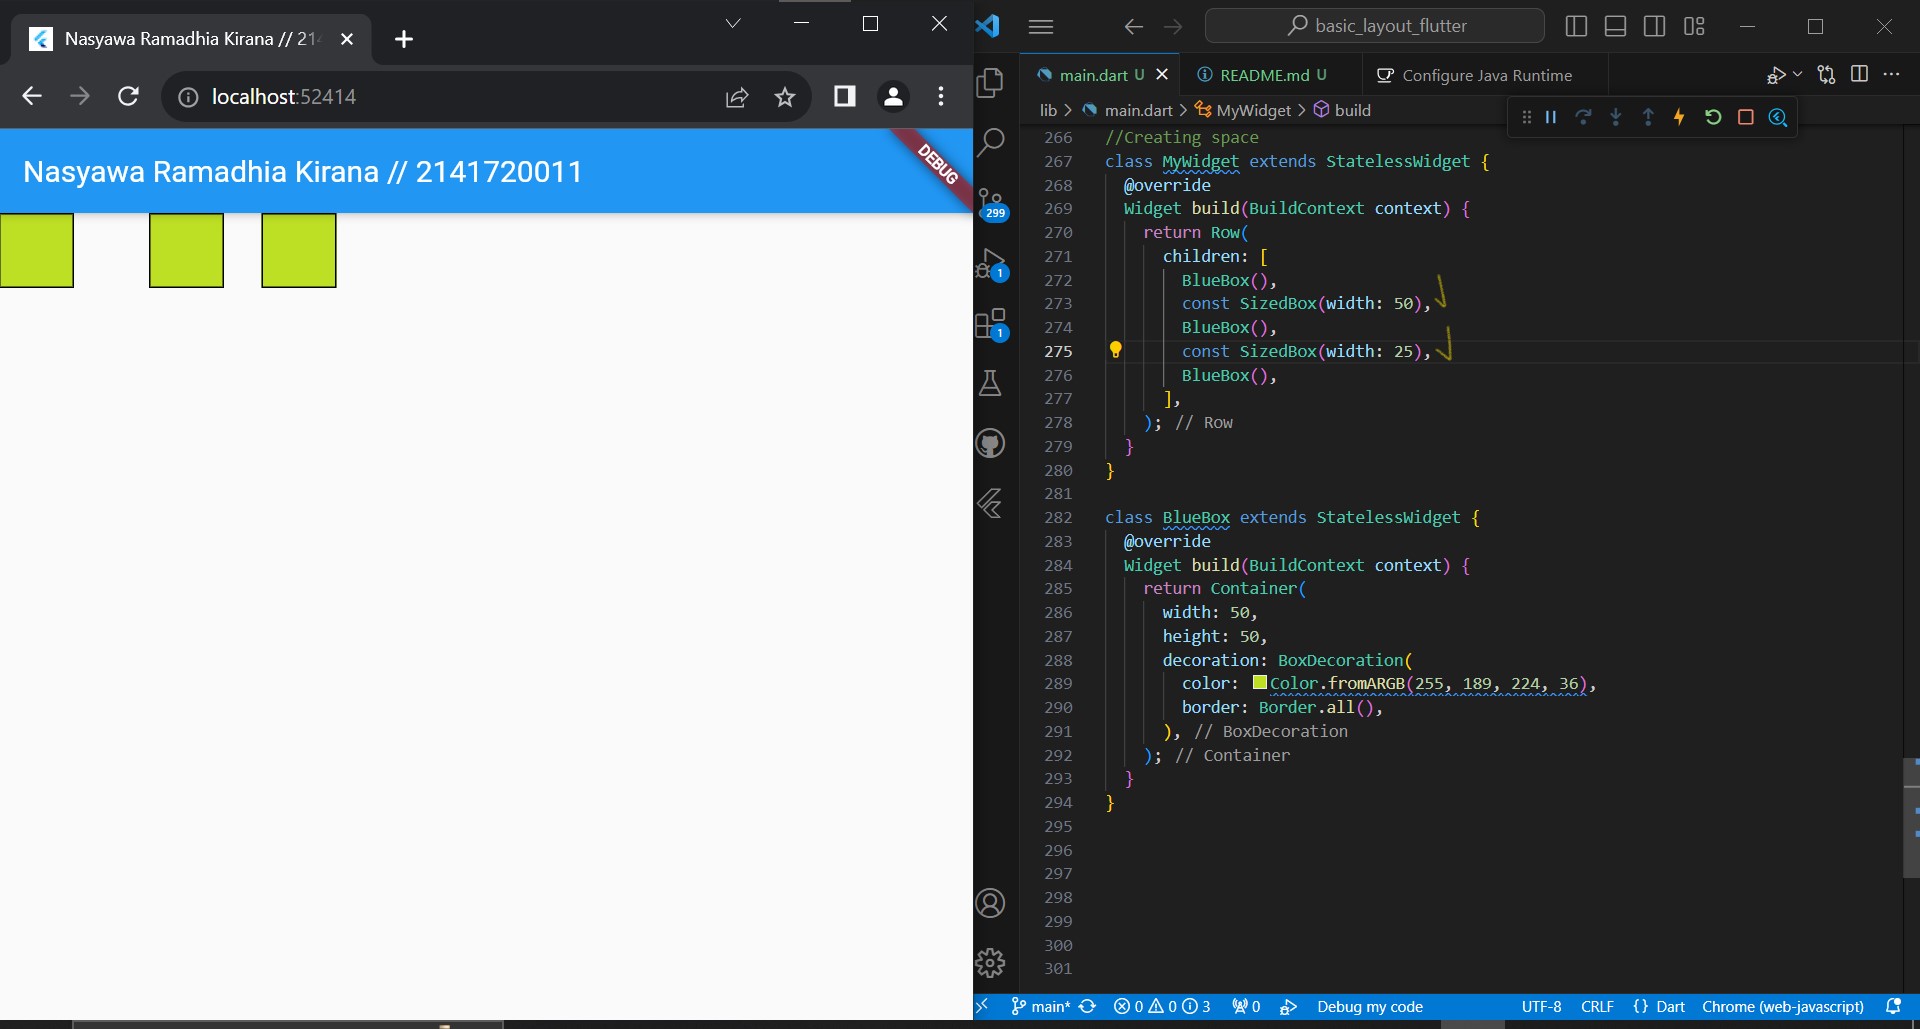 Nasyawa Ramadhia Kirana // 214
localhost:52414
Nasyawa Ramadhia Kirana // 2141720011
DEBUG
basic_layout_flutter
main.dart U
README.md U
Configure Java Runtime
lib > main.dart > MyWidget > build
299
1
1
266 //Creating space
267 class MyWidget extends StatelessWidget {
268 @override
269 Widget build(BuildContext context) {
270 return Row(
271 children: [
272 BlueBox(),
273 const SizedBox(width: 50),
274 BlueBox(),
275 const SizedBox(width: 25),
276 BlueBox(),
277 ],
278 ); // Row
279 }
280 }
281
282 class BlueBox extends StatelessWidget {
283 @override
284 Widget build(BuildContext context) {
285 return Container(
286 width: 50,
287 height: 50,
288 decoration: BoxDecoration(
289 color: Color.fromARGB(255, 189, 224, 36),
290 border: Border.all(),
291 ), // BoxDecoration
292 ); // Container
293 }
294 }
295
296
297
298
299
300
301
main* 0 0 3 0 Debug my code UTF-8 CRLF {} Dart Chrome (web-javascript)